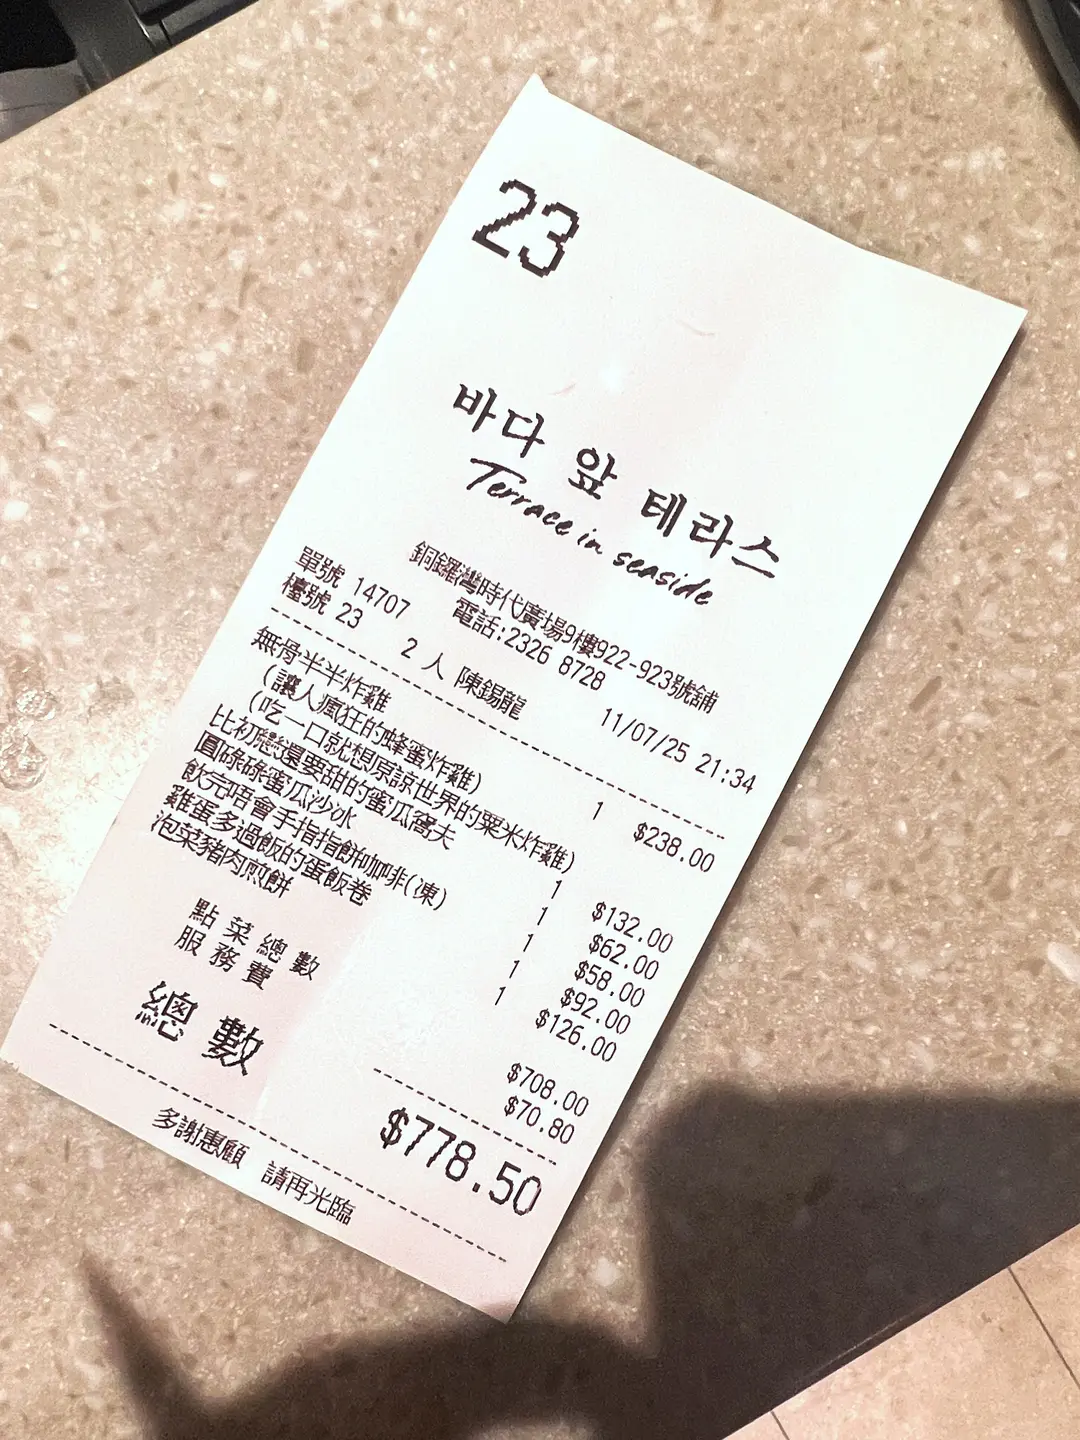 23
바다 앞 테라스
Terrace in seaside
銅鑼灣時代廣場9樓922-923號舖
電話:2326 8728
單號 14707
檯號 23 2 人 陳錫龍 11/07/25 21:34
無骨半半炸雞 1 $238.00
(讓人瘋狂的蜂蜜炸雞)
(吃一口就想原諒世界的粟米炸雞)
比初戀還要甜的蜜瓜窩夫 1 $132.00
圓碌碌蜜瓜沙冰 1 $62.00
飲完唔會手指指餅咖啡(凍) 1 $58.00
雞蛋多過飯的蛋飯卷 1 $92.00
泡菜豬肉煎餅 1 $126.00
點菜總數 $708.00
服務費 $70.80
總數 $778.50
多謝惠顧 請再光臨